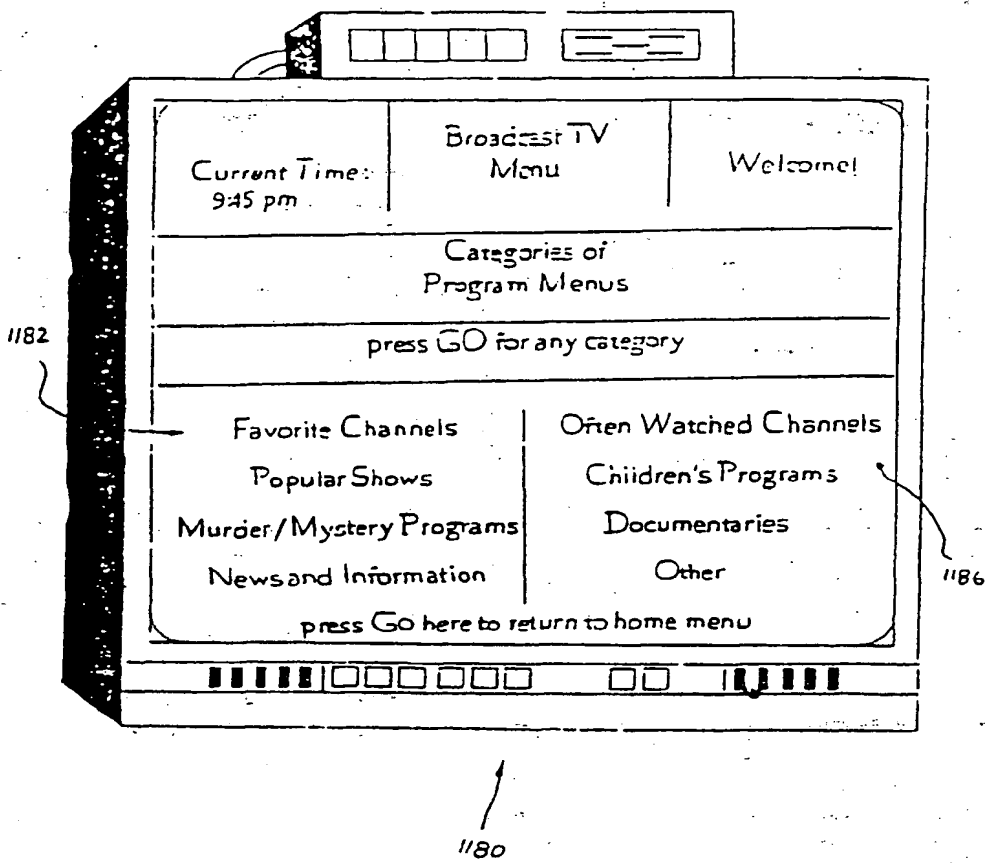 Current Time:
9:45 pm
Broadcast TV
Menu
Welcome!
Categories of
Program Menus
press GO for any category
1182
Favorite Channels
Often Watched Channels
Popular Shows
Children's Programs
Murder/Mystery Programs
Documentaries
News and Information
Other
1186
press Go here to return to home menu
1180